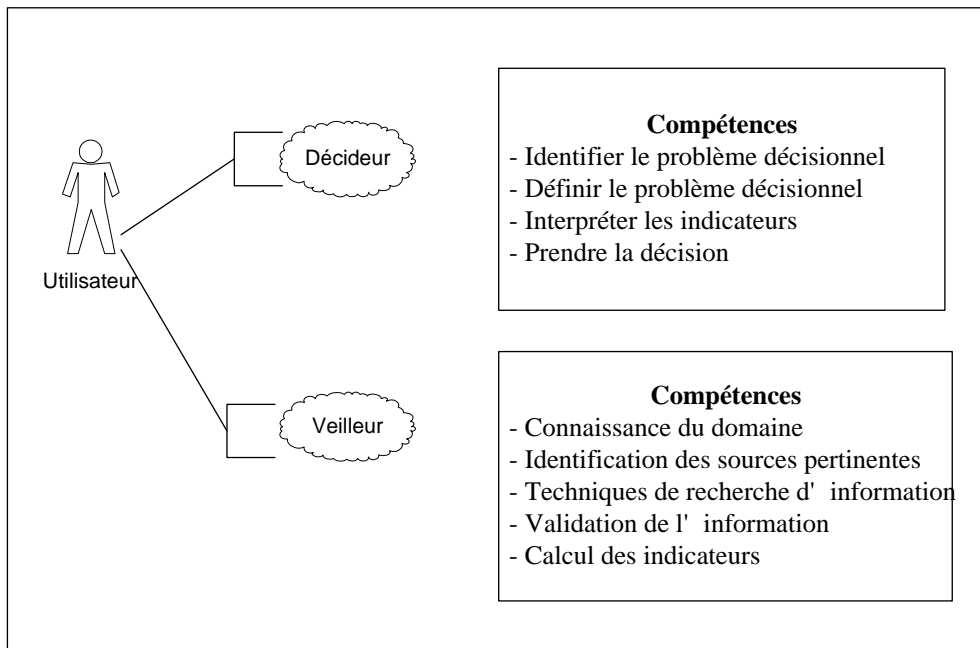 Utilisateur
Décideur
Compétences
- Identifier le problème décisionnel
- Définir le problème décisionnel
- Interpréter les indicateurs
- Prendre la décision
Veilleur
Compétences
- Connaissance du domaine
- Identification des sources pertinentes
- Techniques de recherche d' information
- Validation de l' information
- Calcul des indicateurs